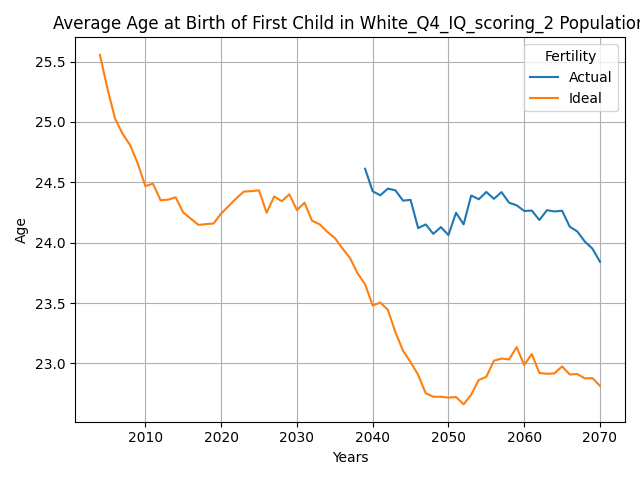 Average Age at Birth of First Child in White_Q4_IQ_scoring_2 Population
Fertility
Actual
Ideal
25.5
25.0
24.5
24.0
23.5
23.0
Age
2010
2020
2030
2040
2050
2060
2070
Years